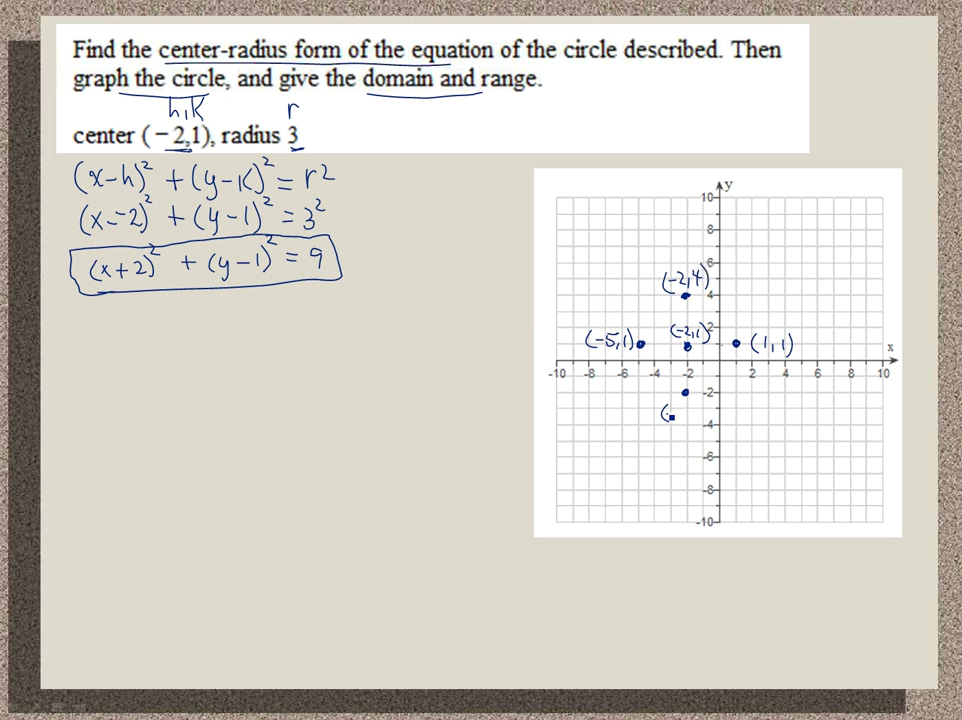 Find the center-radius form of the equation of the circle described. Then
graph the circle, and give the domain and range.
h,k r
center (−2,1), radius 3
(x-h)² + (y-k)² = r²
(x--2)² + (y-1)² = 3²
(x+2)² + (y-1)² = 9
y
10
8
6
(-2,4)
4
2
(-5,1) (-2,1) (1,1)
x
-10 -8 -6 -4 -2 2 4 6 8 10
-2
(-
-4
-6
-8
-10